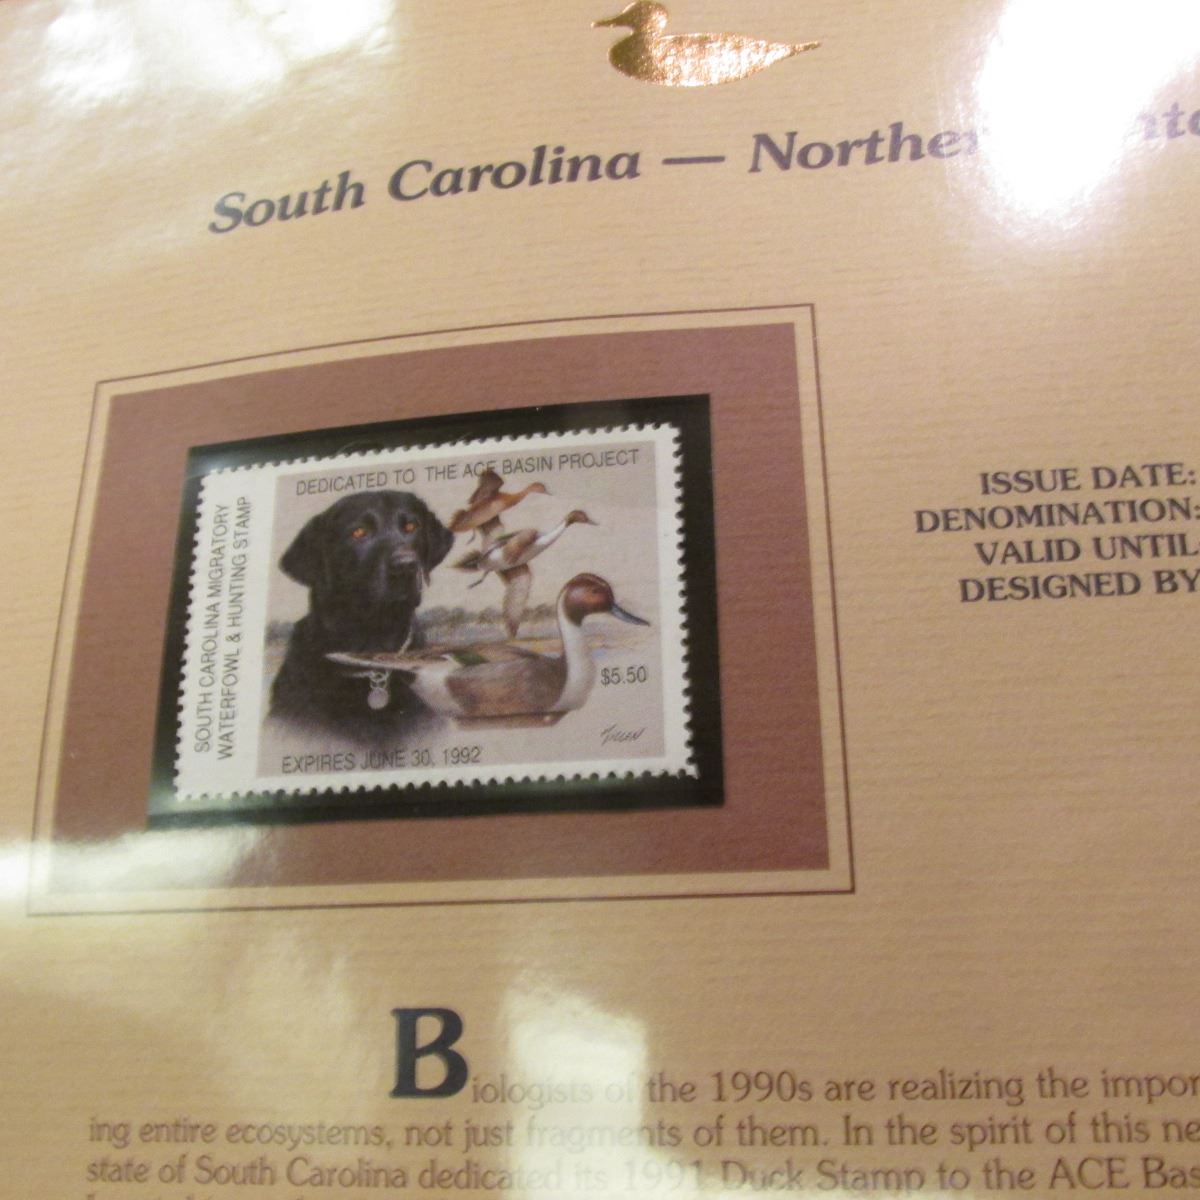 South Carolina — Norther
ISSUE DATE:
DENOMINATION:
VALID UNTIL
DESIGNED BY
DEDICATED TO THE ACE BASIN PROJECT
SOUTH CAROLINA MIGRATORY
WATERFOWL & HUNTING STAMP
$5.50
EXPIRES JUNE 30, 1992
Biologists of the 1990s are realizing the impor
ing entire ecosystems, not just fragments of them. In the spirit of this ne
state of South Carolina dedicated its 1991 Duck Stamp to the ACE Bas